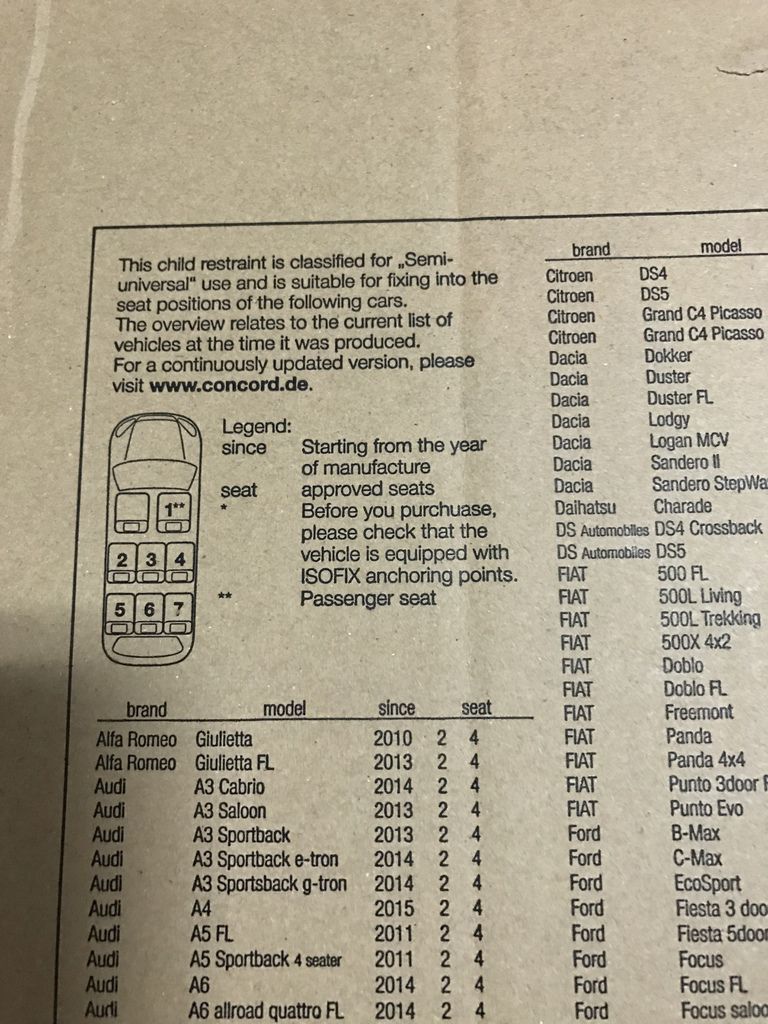 This child restraint is classified for „Semi-
universal“ use and is suitable for fixing into the
seat positions of the following cars.
The overview relates to the current list of
vehicles at the time it was produced.
For a continuously updated version, please
visit www.concord.de.
Legend:
since Starting from the year
of manufacture
seat approved seats
* Before you purchuase,
please check that the
vehicle is equipped with
ISOFIX anchoring points.
** Passenger seat
1**
2 3 4
5 6 7
brand model since seat
Alfa Romeo Giulietta 2010 2 4
Alfa Romeo Giulietta FL 2013 2 4
Audi A3 Cabrio 2014 2 4
Audi A3 Saloon 2013 2 4
Audi A3 Sportback 2013 2 4
Audi A3 Sportback e-tron 2014 2 4
Audi A3 Sportsback g-tron 2014 2 4
Audi A4 2015 2 4
Audi A5 FL 2011 2 4
Audi A5 Sportback 4 seater 2011 2 4
Audi A6 2014 2 4
Audi A6 allroad quattro FL 2014 2 4
brand model
Citroen DS4
Citroen DS5
Citroen Grand C4 Picasso
Citroen Grand C4 Picasso
Dacia Dokker
Dacia Duster
Dacia Duster FL
Dacia Lodgy
Dacia Logan MCV
Dacia Sandero II
Dacia Sandero StepWa
Daihatsu Charade
DS Automobiles DS4 Crossback
DS Automobiles DS5
FIAT 500 FL
FIAT 500L Living
FIAT 500L Trekking
FIAT 500X 4x2
FIAT Doblo
FIAT Doblo FL
FIAT Freemont
FIAT Panda
FIAT Panda 4x4
FIAT Punto 3door F
FIAT Punto Evo
Ford B-Max
Ford C-Max
Ford EcoSport
Ford Fiesta 3 doo
Ford Fiesta 5door
Ford Focus
Ford Focus FL
Ford Focus saloo